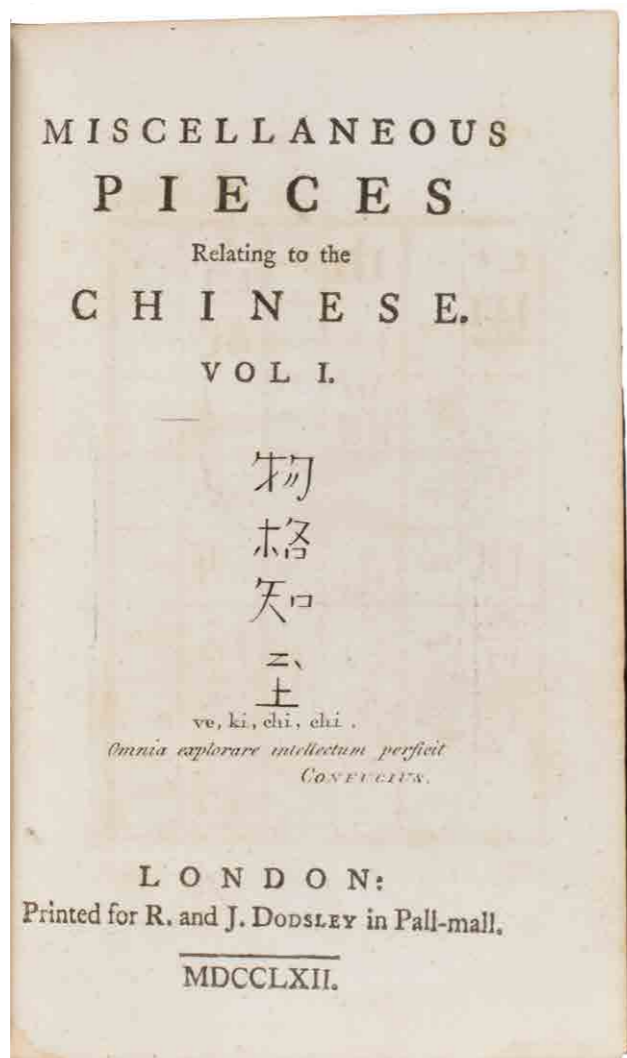 MISCELLANEOUS
PIECES
Relating to the
CHINESE.
VOL I.
物
格
知
至
ve, ki, chi, chi.
Omnia explorare intellectum perficit
CONFUCIUS.
LONDON:
Printed for R. and J. DODSLEY in Pall-mall.
MDCCLXII.